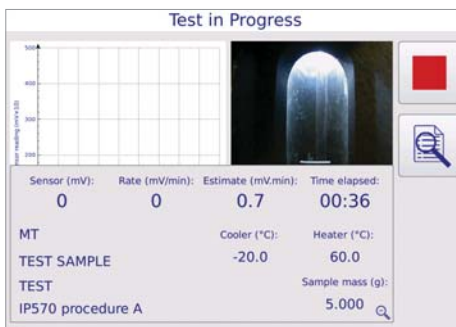 Test in Progress
500
400
300
200
Sensor (mV): Rate (mV/min): Estimate (mV.min): Time elapsed:
0 0 0.7 00:36
MT Cooler (°C): Heater (°C):
TEST SAMPLE -20.0 60.0
TEST Sample mass (g):
IP570 procedure A 5.000